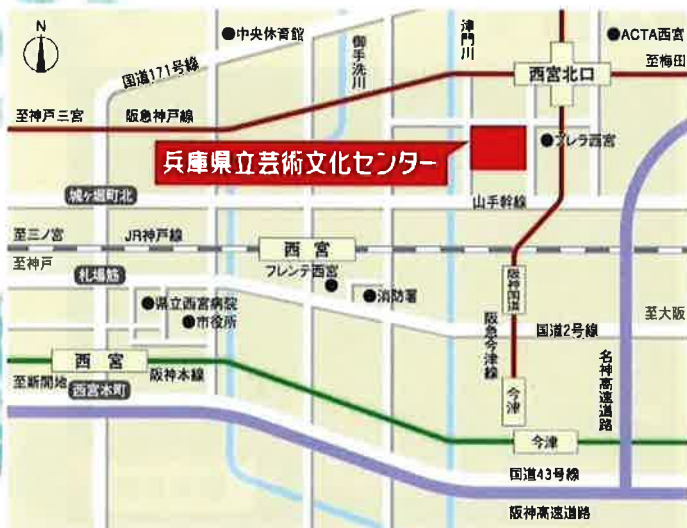 N
●中央体育館
御手洗川
津門川
●ACTA西宮
国道171号線
西宮北口
至梅田
至神戸三宮
阪急神戸線
●プレラ西宮
兵庫県立芸術文化センター
城ヶ堀町北
山手幹線
至三ノ宮
JR神戸線
西宮
至神戸
フレンテ西宮
●
札場筋
阪神国道
●県立西宮病院
●消防署
●市役所
至大阪
国道2号線
阪急今津線
名神高速道路
西宮
阪神本線
至新開地
西宮本町
今津
今津
国道43号線
阪神高速道路